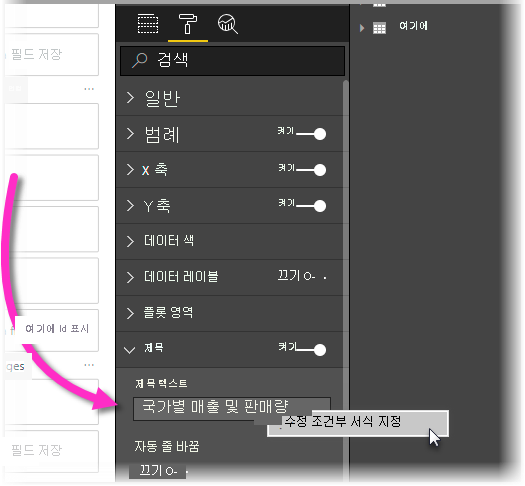 여기에
필드 저장
검색
일반
범례 켜기
X 축 켜기
Y 축 켜기
데이터 색
데이터 레이블 끄기
플롯 영역
여기에 Id 표시
제목 켜기
ges
제목 텍스트
국가별 매출 및 판매량
수정 조건부 서식 지정
자동 줄 바꿈
필드 저장
끄기